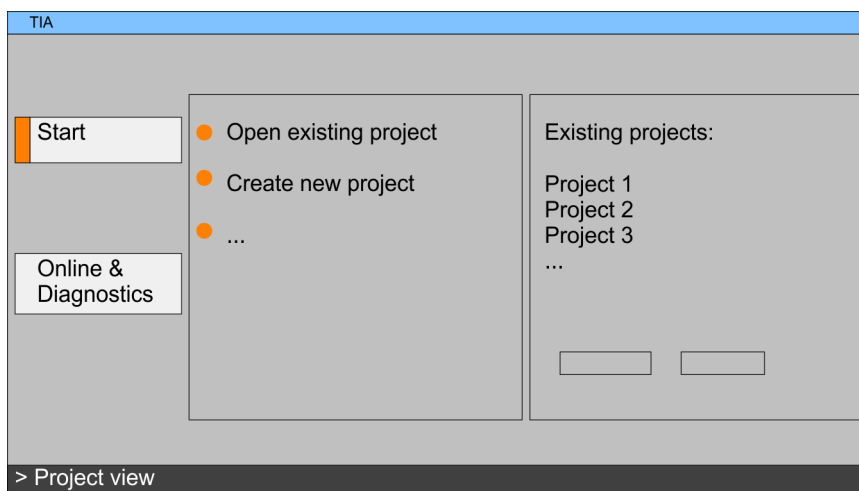 TIA
Start
Online &
Diagnostics
Open existing project
Create new project
...
Existing projects:
Project 1
Project 2
Project 3
...
> Project view